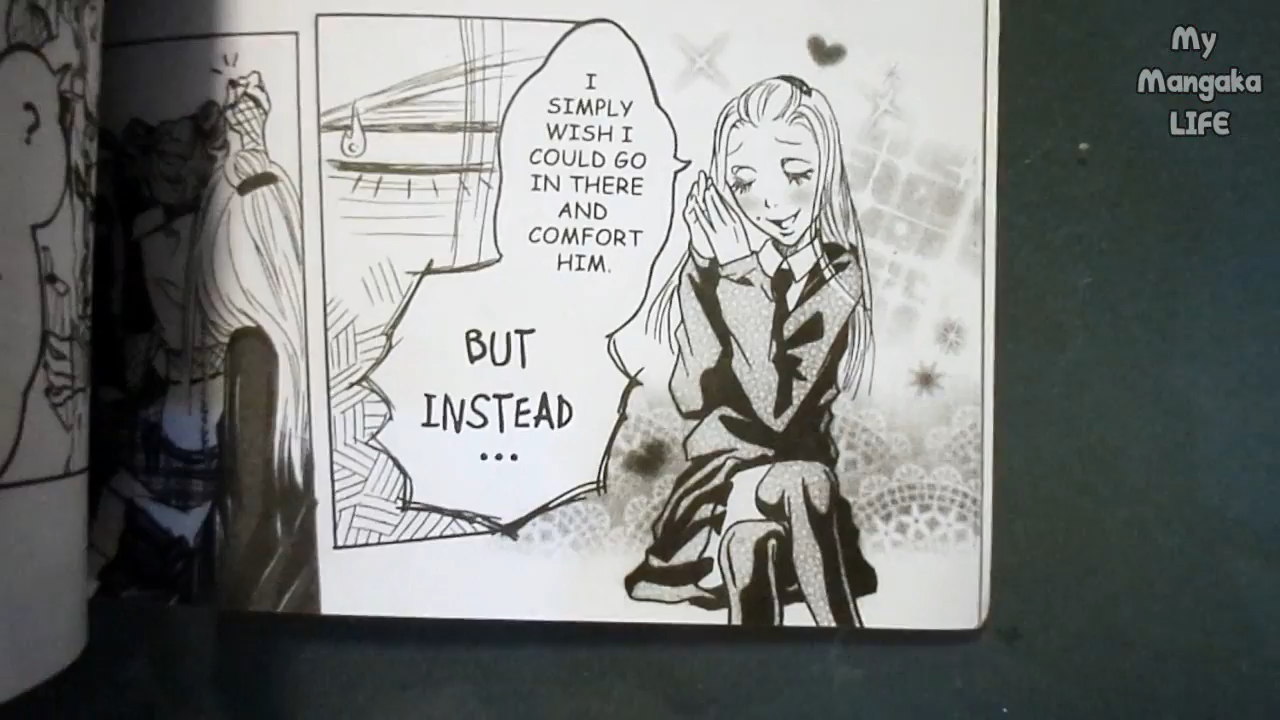 ?
I
SIMPLY
WISH I
COULD GO
IN THERE
AND
COMFORT
HIM.
BUT
INSTEAD
...
My
Mangaka
LIFE